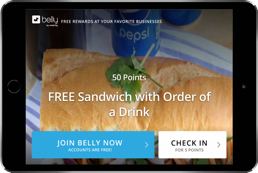 belly
FREE REWARDS AT YOUR FAVORITE BUSINESSES
pepsi
50 Points
FREE Sandwich with Order of
a Drink
JOIN BELLY NOW
ACCOUNTS ARE FREE!
CHECK IN
FOR 5 POINTS